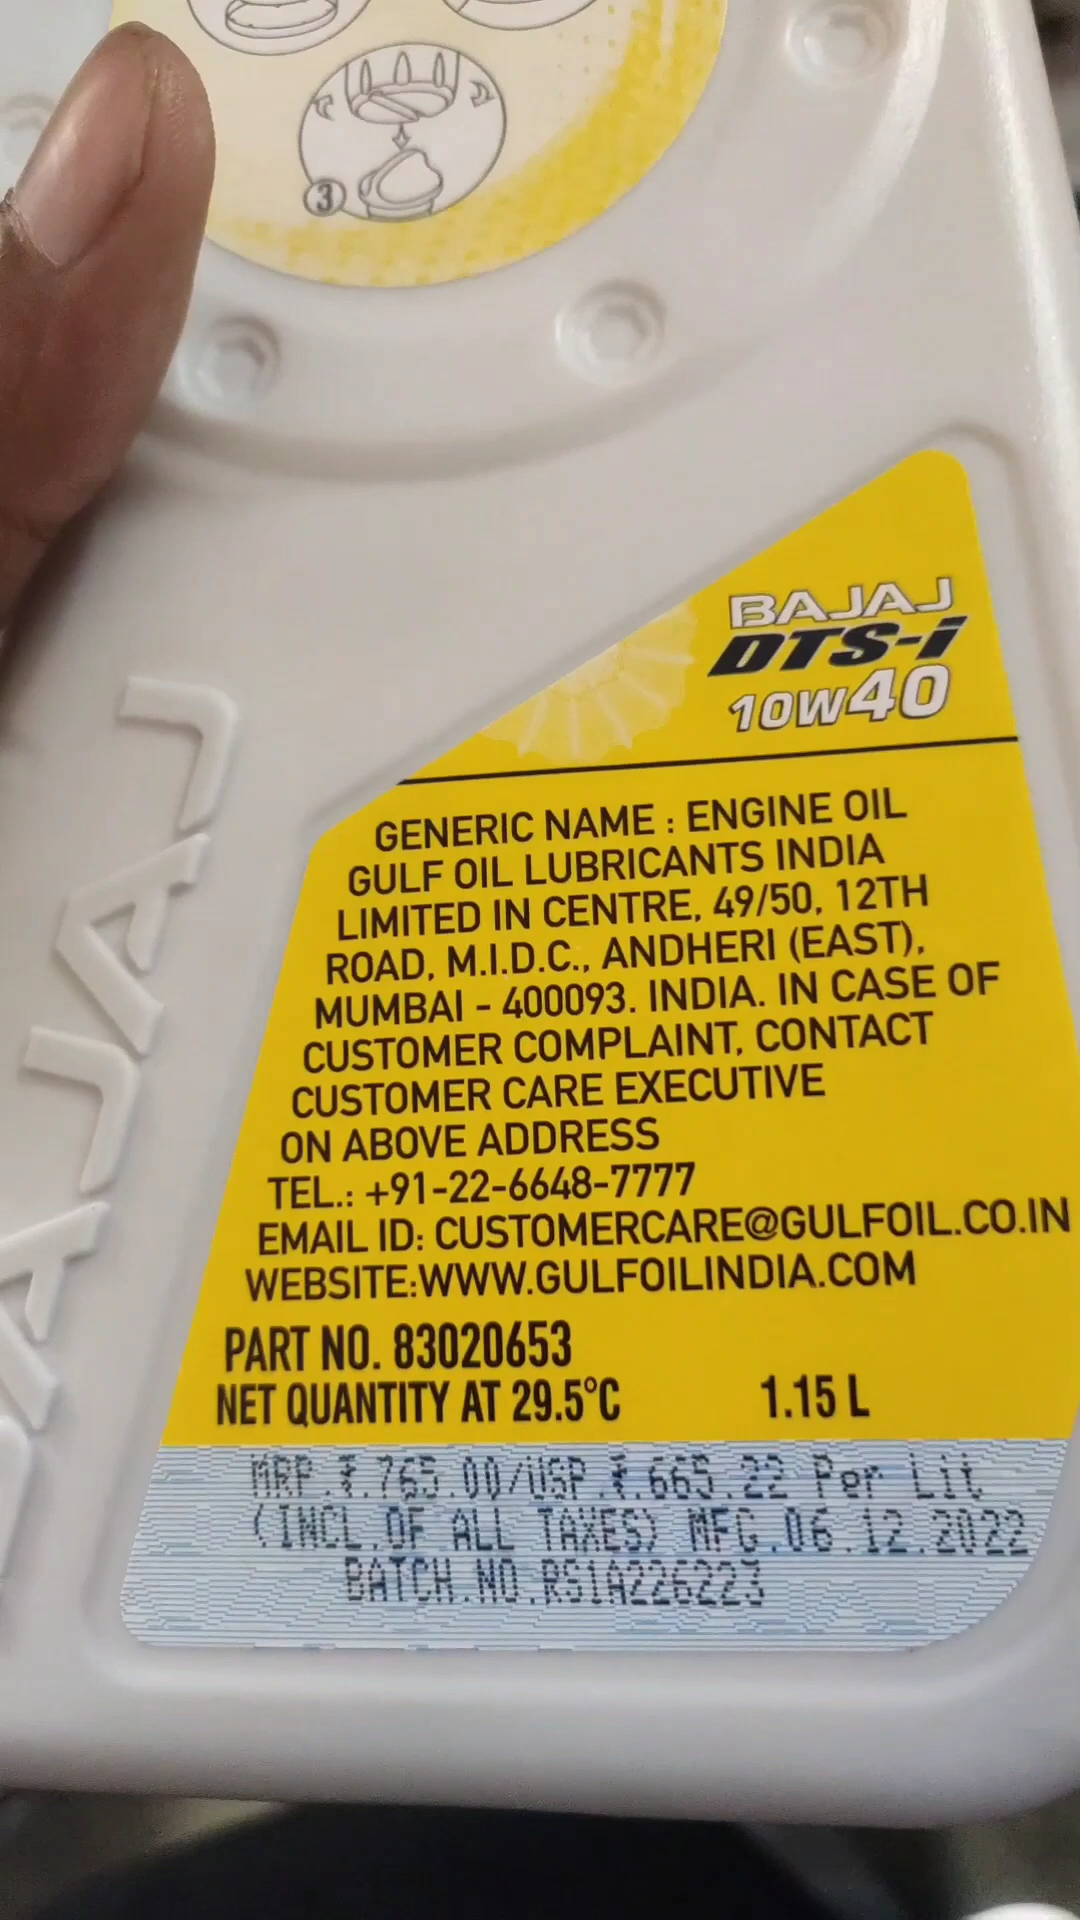 3
BAJAJ
BAJAJ
DTS-i
10W40
GENERIC NAME : ENGINE OIL
GULF OIL LUBRICANTS INDIA
LIMITED IN CENTRE, 49/50, 12TH
ROAD, M.I.D.C., ANDHERI (EAST),
MUMBAI - 400093. INDIA. IN CASE OF
CUSTOMER COMPLAINT, CONTACT
CUSTOMER CARE EXECUTIVE
ON ABOVE ADDRESS
TEL.: +91-22-6648-7777
EMAIL ID: CUSTOMERCARE@GULFOIL.CO.IN
WEBSITE:WWW.GULFOILINDIA.COM
PART NO. 83020653
NET QUANTITY AT 29.5°C 1.15 L
MRP.₹.765.00/USP.₹.665.22 Per Lit
(INCL.OF ALL TAXES) MFG.06.12.2022
BATCH.NO.RS1A226223